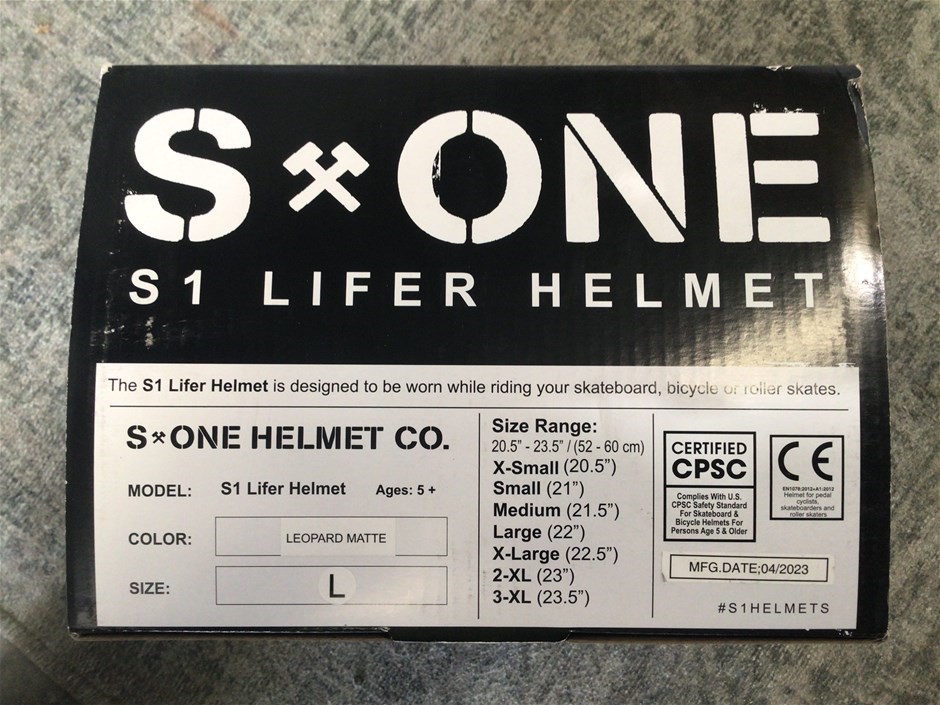 S ONE
S1 LIFER HELMET
The S1 Lifer Helmet is designed to be worn while riding your skateboard, bicycle or roller skates.
S ONE HELMET CO.
MODEL: S1 Lifer Helmet Ages: 5 +
COLOR: LEOPARD MATTE
SIZE: L
Size Range:
20.5" - 23.5" / (52 - 60 cm)
X-Small (20.5")
Small (21")
Medium (21.5")
Large (22")
X-Large (22.5")
2-XL (23")
3-XL (23.5")
CERTIFIED
CPSC
Complies With U.S.
CPSC Safety Standard
For Skateboard &
Bicycle Helmets For
Persons Age 5 & Older
CE
EN1078:2012+A1:2012
Helmet for pedal
cyclists,
skateboarders and
roller skaters
MFG.DATE;04/2023
#S1HELMETS